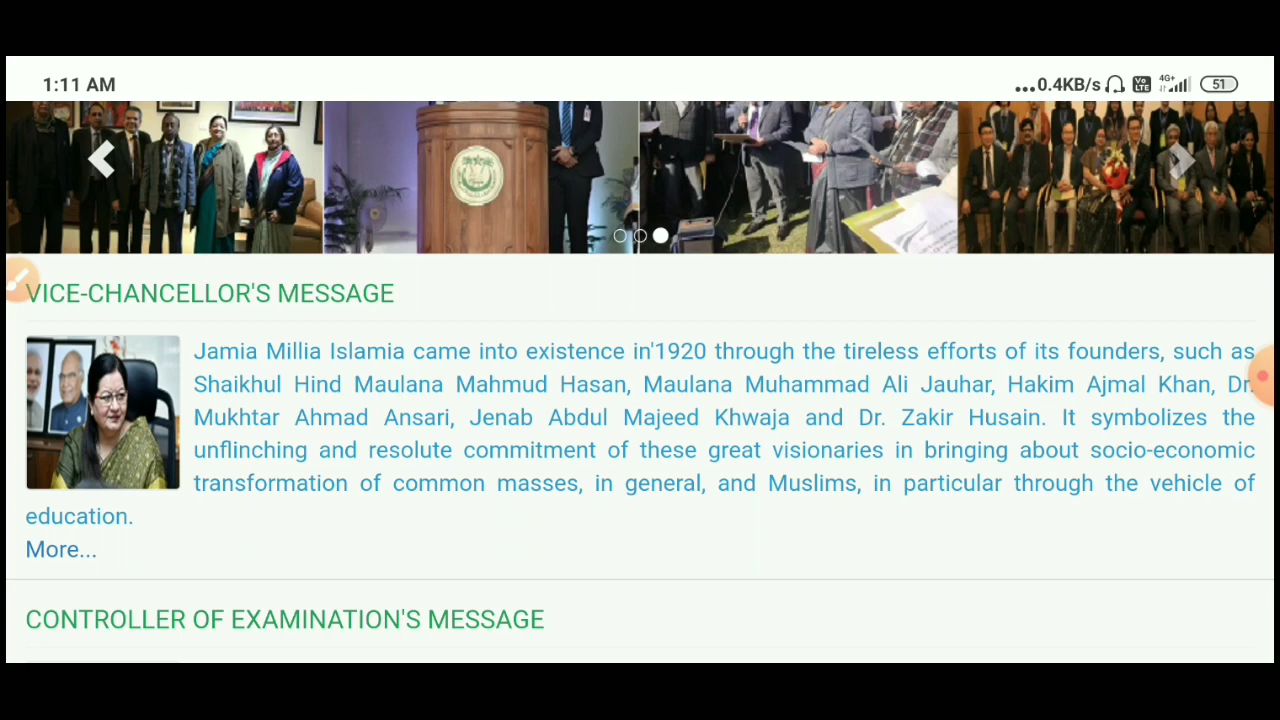 1:11 AM
...0.4KB/s Vo LTE 4G+ 51
VICE-CHANCELLOR'S MESSAGE
Jamia Millia Islamia came into existence in'1920 through the tireless efforts of its founders, such as
Shaikhul Hind Maulana Mahmud Hasan, Maulana Muhammad Ali Jauhar, Hakim Ajmal Khan, Dr.
Mukhtar Ahmad Ansari, Jenab Abdul Majeed Khwaja and Dr. Zakir Husain. It symbolizes the
unflinching and resolute commitment of these great visionaries in bringing about socio-economic
transformation of common masses, in general, and Muslims, in particular through the vehicle of
education.
More...
CONTROLLER OF EXAMINATION'S MESSAGE